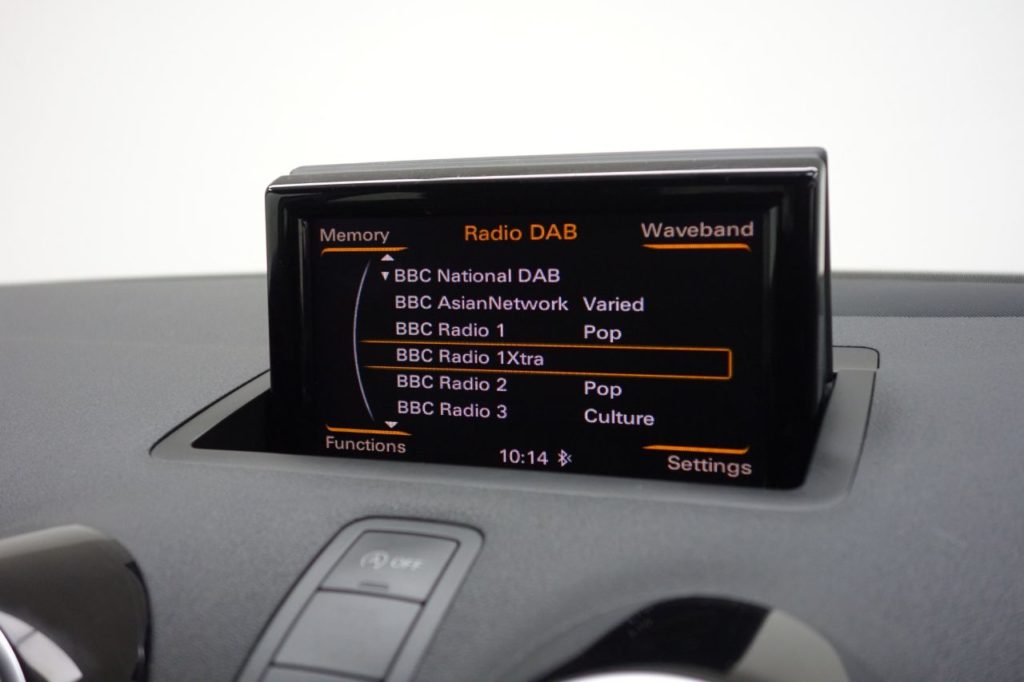 Memory Radio DAB Waveband
BBC National DAB
BBC AsianNetwork Varied
BBC Radio 1 Pop
BBC Radio 1Xtra
BBC Radio 2 Pop
BBC Radio 3 Culture
Functions 10:14 Settings
OFF